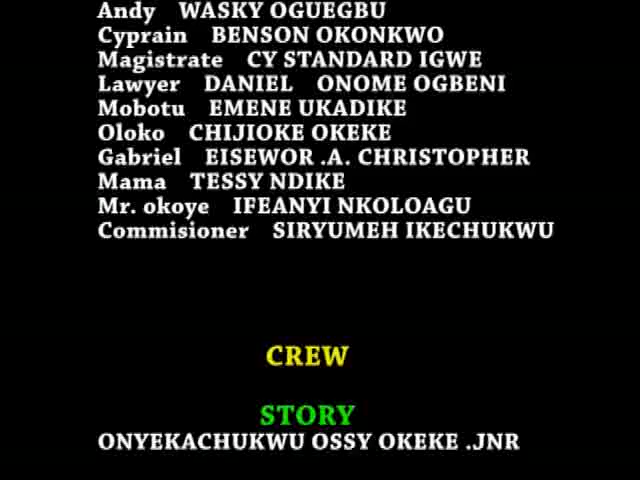 Andy WASKY OGUEGBU
Cyprain BENSON OKONKWO
Magistrate CY STANDARD IGWE
Lawyer DANIEL ONOME OGBENI
Mobotu EMENE UKADIKE
Oloko CHIJIOKE OKEKE
Gabriel EISEWOR .A. CHRISTOPHER
Mama TESSY NDIKE
Mr. okoye IFEANYI NKOLOAGU
Commisioner SIRYUMEH IKECHUKWU
CREW
STORY
ONYEKACHUKWU OSSY OKEKE .JNR